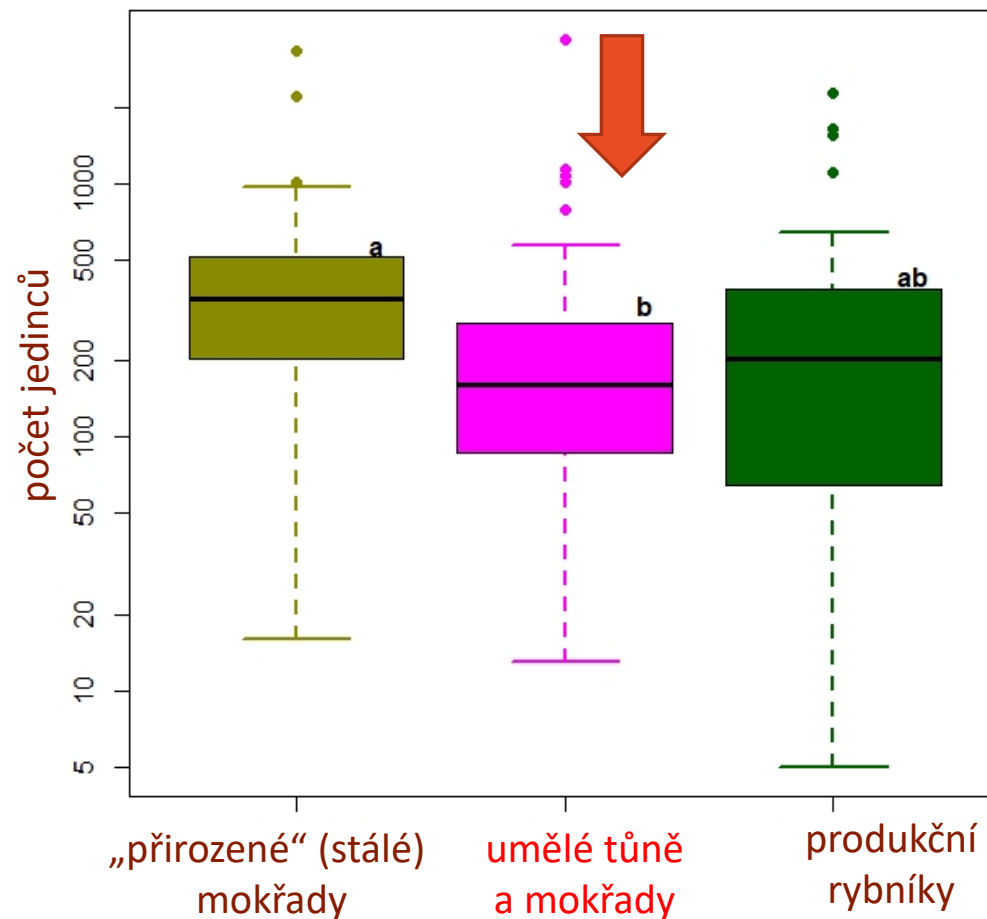 počet jedinců
1000
500
200
100
50
20
10
5
a
b
ab
„přirozené“ (stálé)
mokřady
umělé tůně
a mokřady
produkční
rybníky